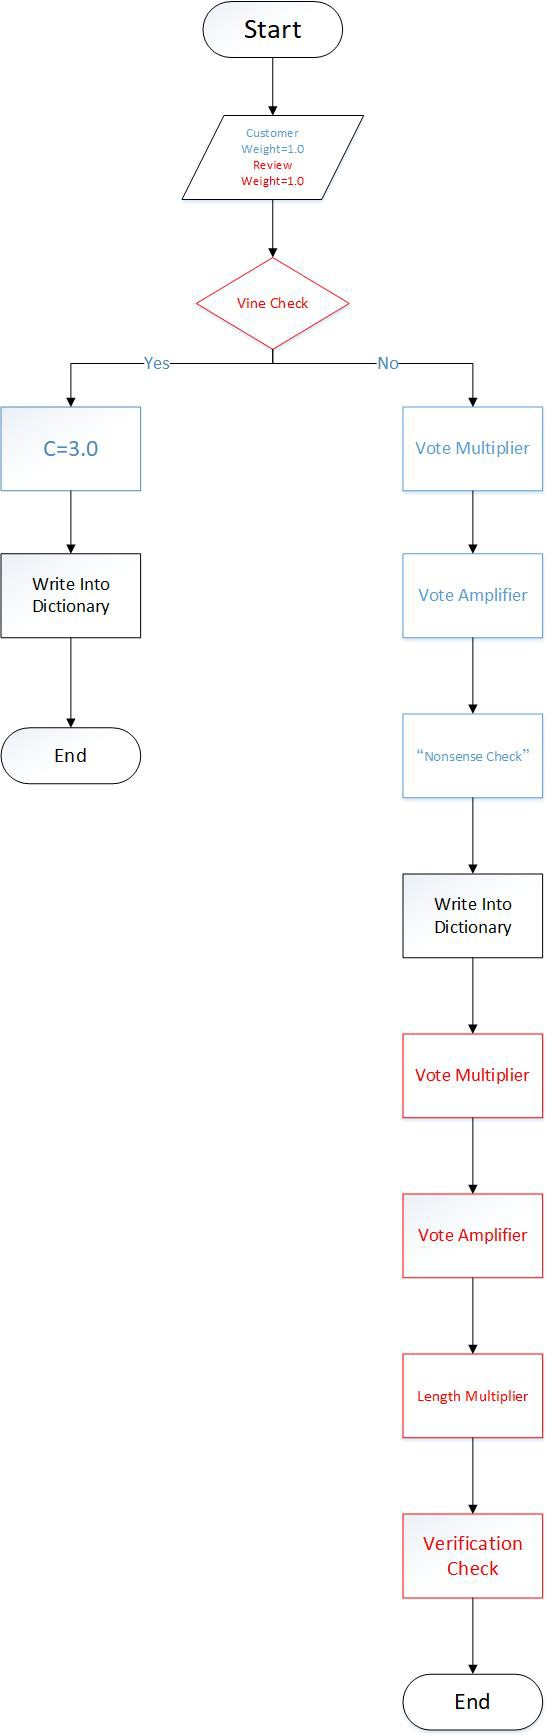 Start
Customer
Weight=1.0
Review
Weight=1.0
Vine Check
Yes
No
C=3.0
Vote Multiplier
Write Into
Dictionary
Vote Amplifier
End
“Nonsense Check”
Write Into
Dictionary
Vote Multiplier
Vote Amplifier
Length Multiplier
Verification
Check
End